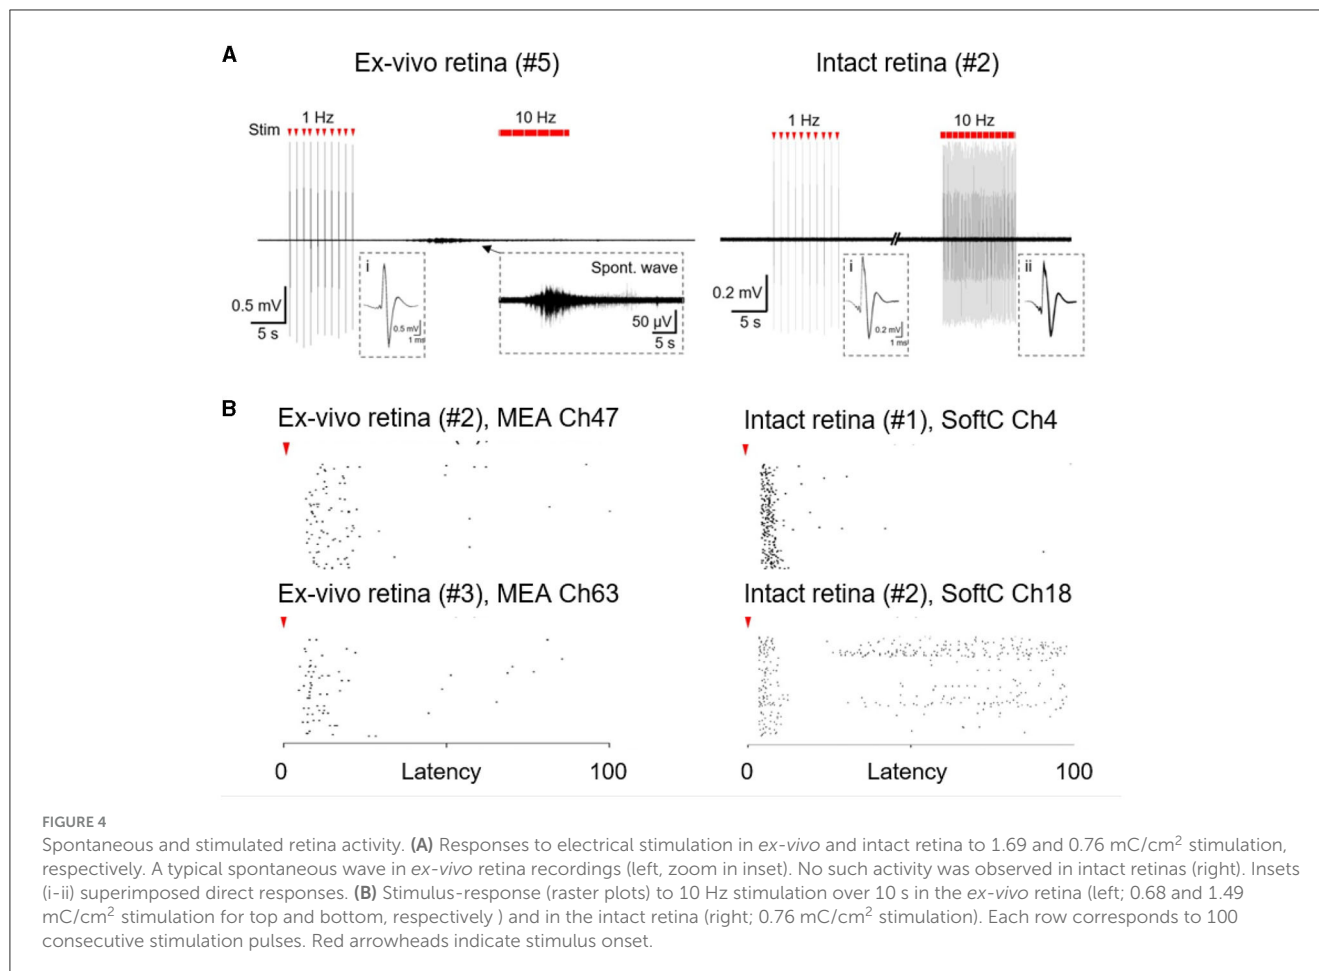 A
Ex-vivo retina (#5)
Intact retina (#2)
Stim
1 Hz
10 Hz
1 Hz
10 Hz
0.5 mV
5 s
i
0.5 mV
1 ms
Spont. wave
50 µV
5 s
0.2 mV
5 s
i
0.2 mV
1 ms
ii
B
Ex-vivo retina (#2), MEA Ch47
Intact retina (#1), SoftC Ch4
Ex-vivo retina (#3), MEA Ch63
Intact retina (#2), SoftC Ch18
0 Latency 100
0 Latency 100
FIGURE 4
Spontaneous and stimulated retina activity. (A) Responses to electrical stimulation in ex-vivo and intact retina to 1.69 and 0.76 mC/cm² stimulation,
respectively. A typical spontaneous wave in ex-vivo retina recordings (left, zoom in inset). No such activity was observed in intact retinas (right). Insets
(i-ii) superimposed direct responses. (B) Stimulus-response (raster plots) to 10 Hz stimulation over 10 s in the ex-vivo retina (left; 0.68 and 1.49
mC/cm² stimulation for top and bottom, respectively ) and in the intact retina (right; 0.76 mC/cm² stimulation). Each row corresponds to 100
consecutive stimulation pulses. Red arrowheads indicate stimulus onset.